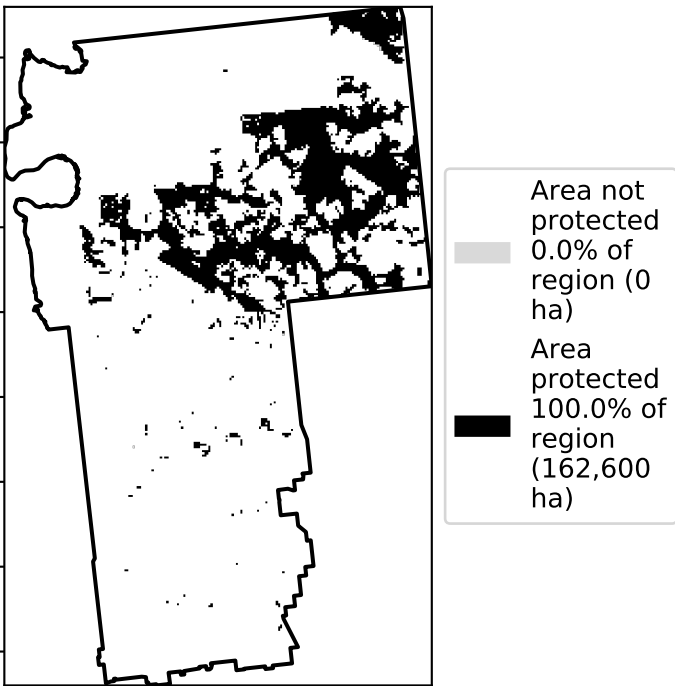 Area not
protected
0.0% of
region (0
ha)
Area
protected
100.0% of
region
(162,600
ha)